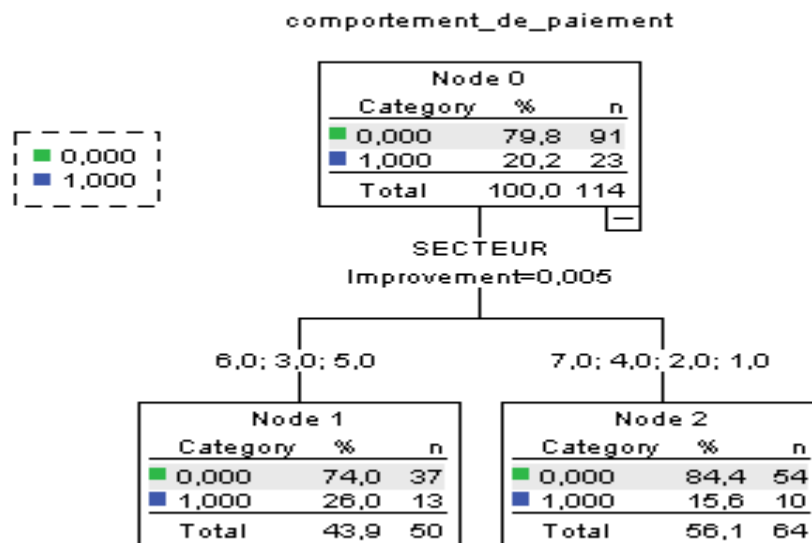 comportement_de_paiement
Node 0
Category % n
0,000 79,8 91
1,000 20,2 23
Total 100,0 114
0,000
1,000
SECTEUR
Improvement=0,005
6,0; 3,0; 5,0
7,0; 4,0; 2,0; 1,0
Node 1
Category % n
0,000 74,0 37
1,000 26,0 13
Total 43,9 50
Node 2
Category % n
0,000 84,4 54
1,000 15,6 10
Total 56,1 64